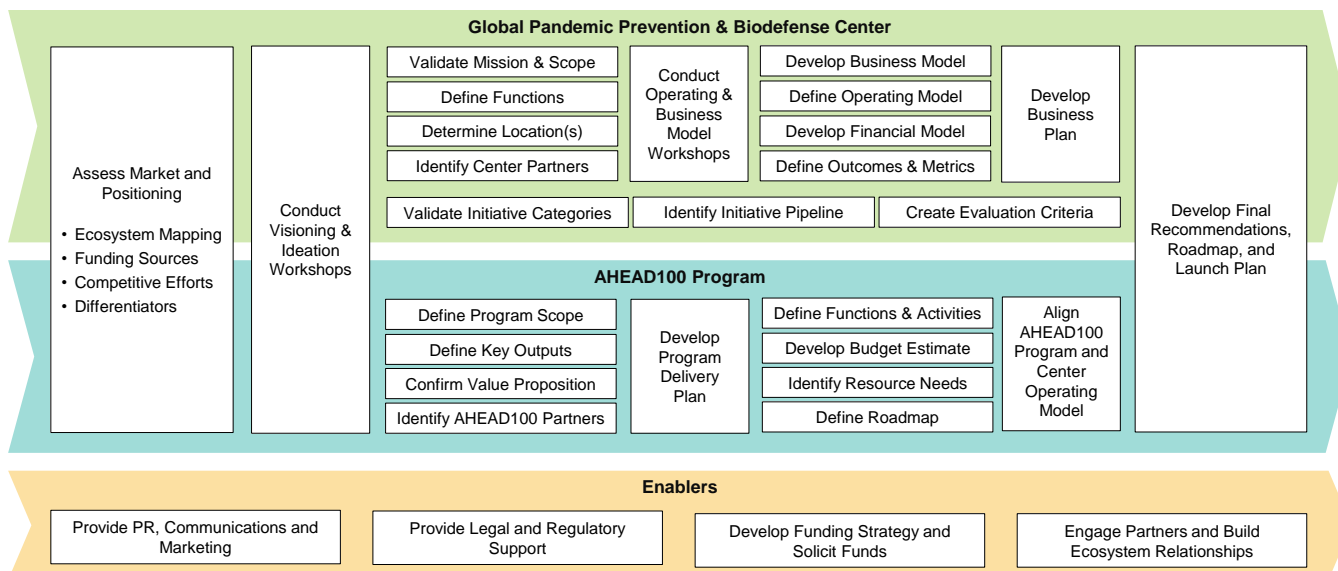 Global Pandemic Prevention & Biodefense Center
Assess Market and
Positioning
• Ecosystem Mapping
• Funding Sources
• Competitive Efforts
• Differentiators
Conduct
Visioning &
Ideation
Workshops
Validate Mission & Scope
Define Functions
Determine Location(s)
Identify Center Partners
Conduct
Operating &
Business
Model
Workshops
Develop Business Model
Define Operating Model
Develop Financial Model
Define Outcomes & Metrics
Develop
Business
Plan
Validate Initiative Categories
Identify Initiative Pipeline
Create Evaluation Criteria
Develop Final
Recommendations,
Roadmap, and
Launch Plan
AHEAD100 Program
Define Program Scope
Define Key Outputs
Confirm Value Proposition
Identify AHEAD100 Partners
Develop
Program
Delivery
Plan
Define Functions & Activities
Develop Budget Estimate
Identify Resource Needs
Define Roadmap
Align
AHEAD100
Program and
Center
Operating
Model
Enablers
Provide PR, Communications and
Marketing
Provide Legal and Regulatory
Support
Develop Funding Strategy and
Solicit Funds
Engage Partners and Build
Ecosystem Relationships